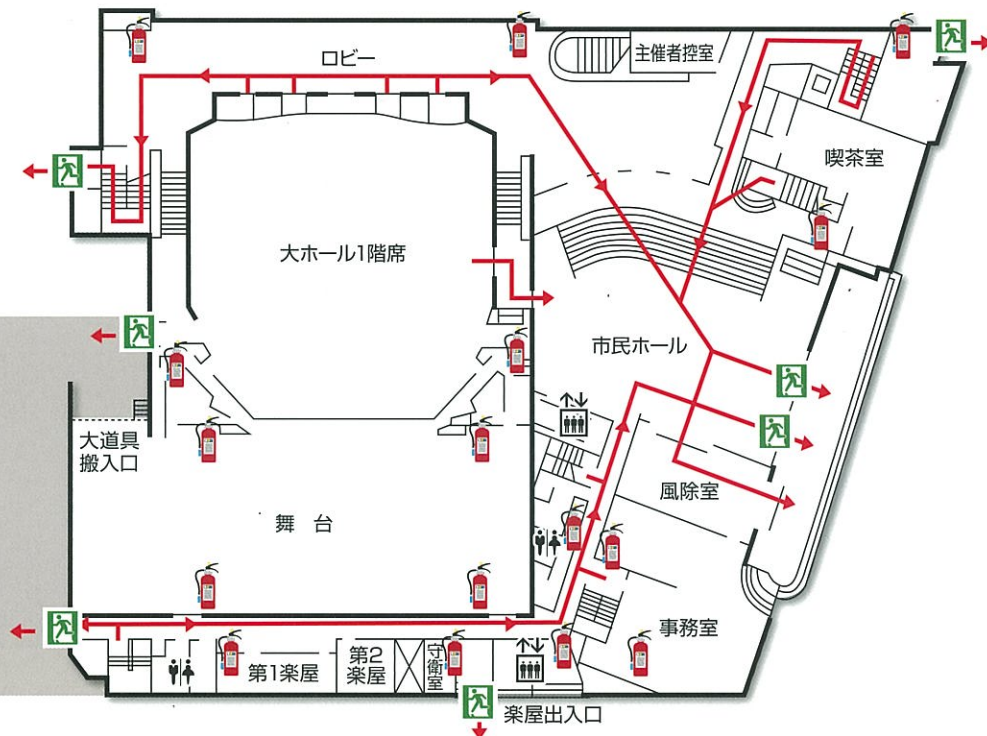 ロビー
主催者控室
喫茶室
大ホール1階席
市民ホール
大道具
搬入口
風除室
舞 台
事務室
第1楽屋
第2
楽屋
守衛室
楽屋出入口